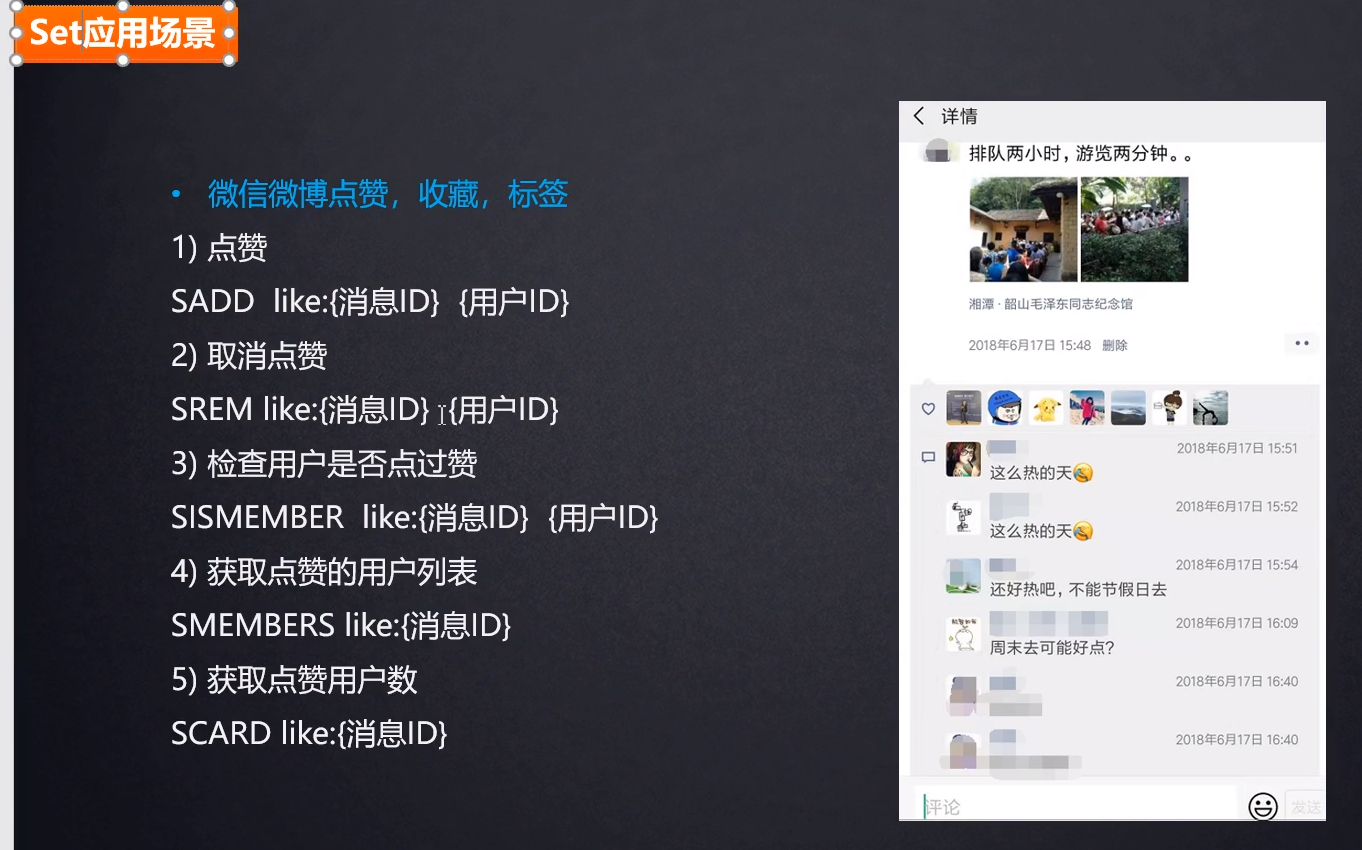 Set应用场景
• 微信微博点赞，收藏，标签
1) 点赞
SADD like:{消息ID} {用户ID}
2) 取消点赞
SREM like:{消息ID} {用户ID}
3) 检查用户是否点过赞
SISMEMBER like:{消息ID} {用户ID}
4) 获取点赞的用户列表
SMEMBERS like:{消息ID}
5) 获取点赞用户数
SCARD like:{消息ID}
详情
排队两小时，游览两分钟。。
湘潭 · 韶山毛泽东同志纪念馆
2018年6月17日 15:48 删除
2018年6月17日 15:51
这么热的天
2018年6月17日 15:52
这么热的天
2018年6月17日 15:54
还好热吧，不能节假日去
2018年6月17日 16:09
周末去可能好点?
2018年6月17日 16:40
2018年6月17日 16:40
评论
发送